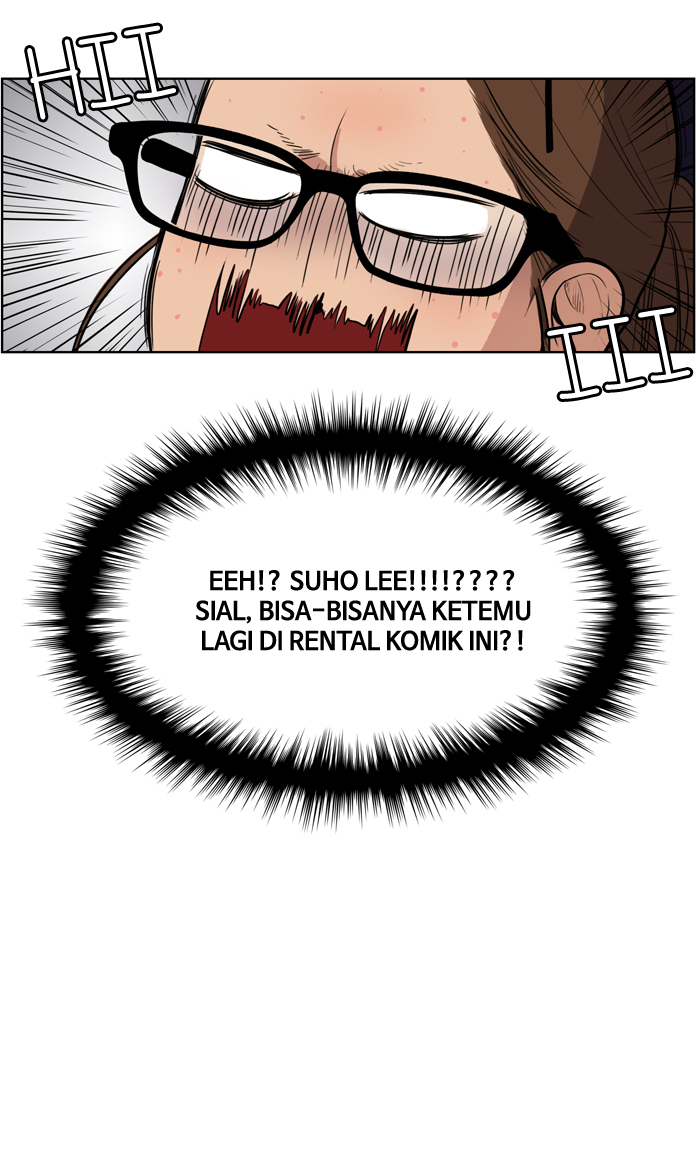 HII
III
EEH!? SUHO LEE!!!!????
SIAL, BISA-BISANYA KETEMU
LAGI DI RENTAL KOMIK INI?!